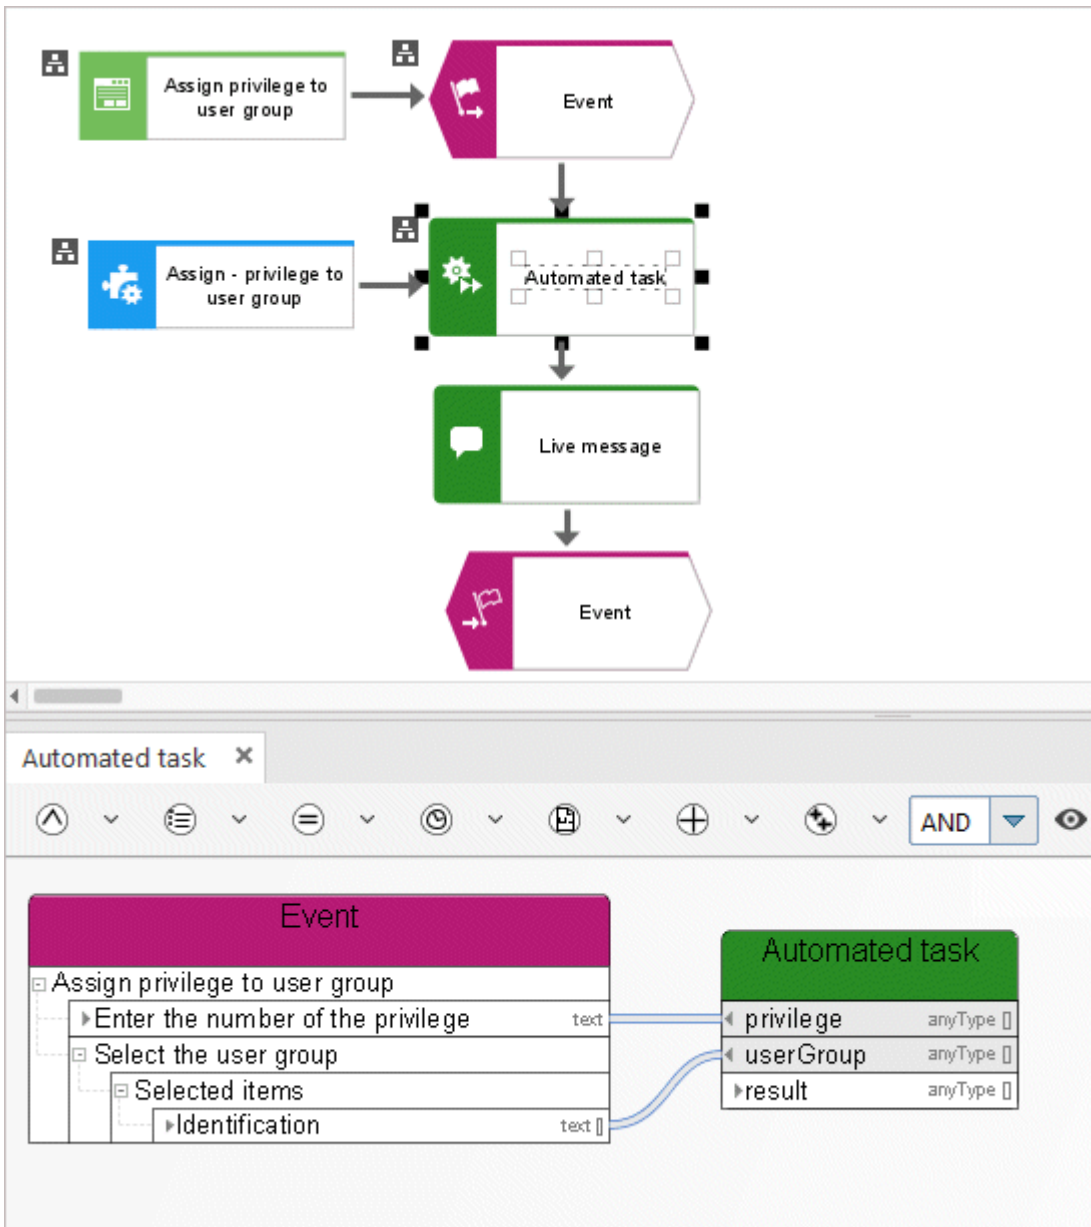 Assign privilege to
user group
Event
Assign - privilege to
user group
Automated task
Live message
Event
Automated task
AND
Event
Assign privilege to user group
Enter the number of the privilege text
Select the user group
Selected items
Identification text []
Automated task
privilege anyType []
userGroup anyType []
result anyType []